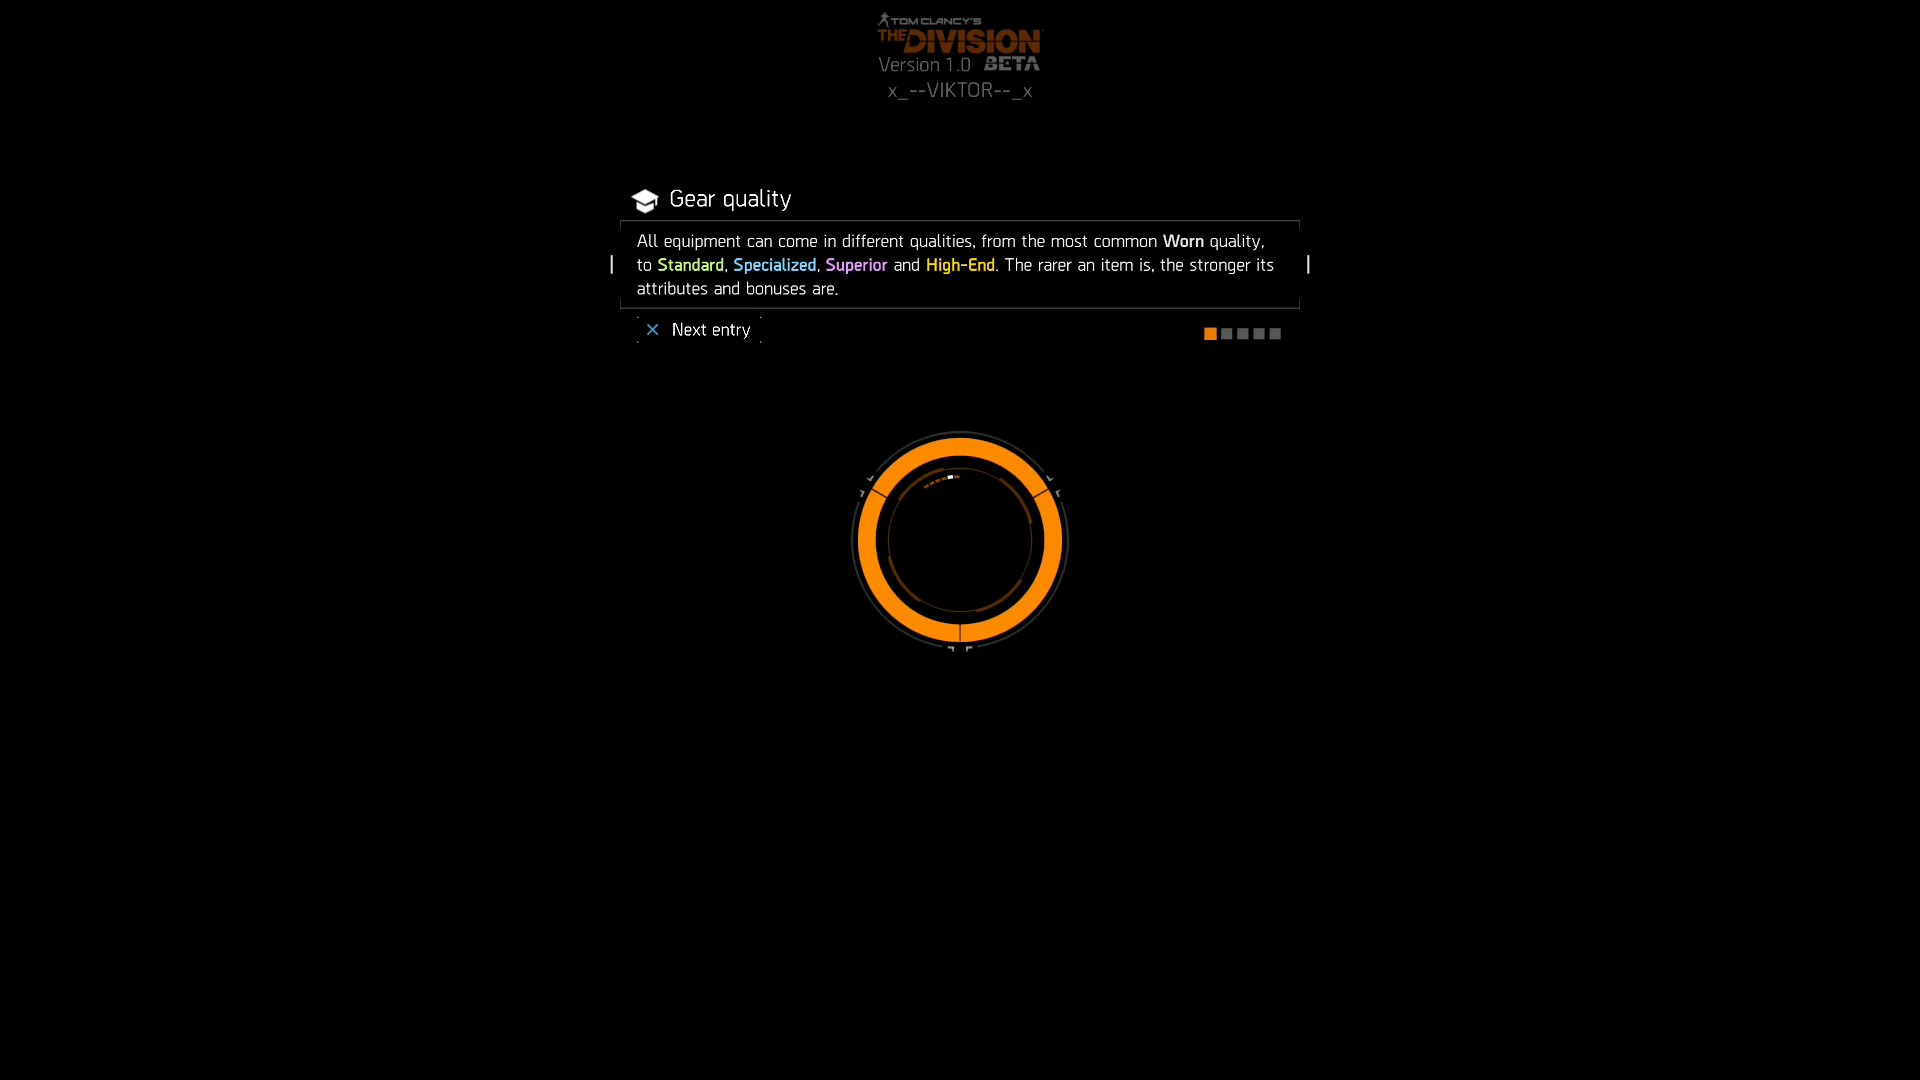 TOM CLANCY'S
THE DIVISION
Version 1.0 BETA
x_--VIKTOR--_x
Gear quality
All equipment can come in different qualities, from the most common Worn quality,
to Standard, Specialized, Superior and High-End. The rarer an item is, the stronger its
attributes and bonuses are.
Next entry